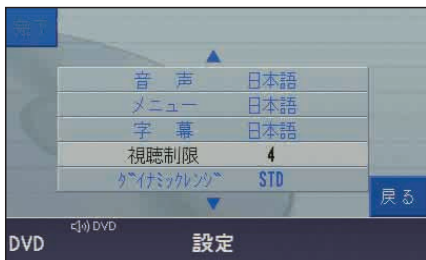 完了
音 声 日本語
メニュー 日本語
字 幕 日本語
視聴制限 4
ダイナミックレンジ STD
戻る
DVD
DVD 設定